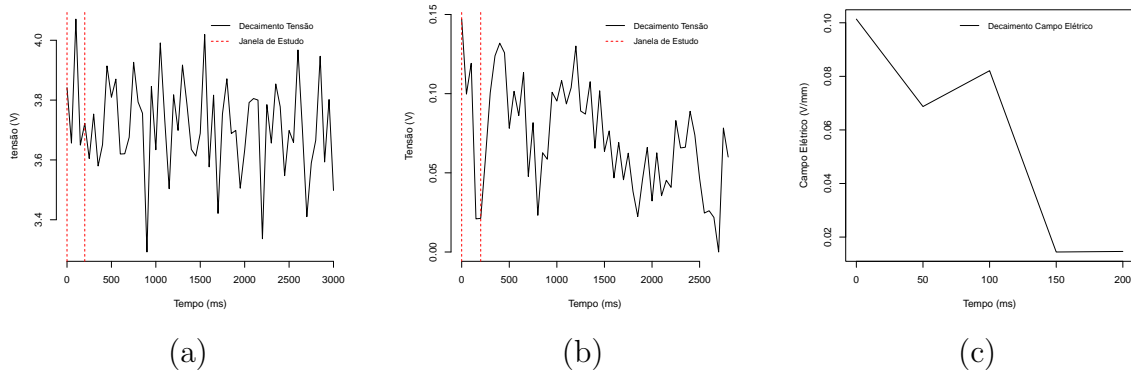 Decaimento Tensão
Janela de Estudo
tensão (V)
4.0
3.8
3.6
3.4
0 500 1000 1500 2000 2500 3000
Tempo (ms)
(a)
Decaimento Tensão
Janela de Estudo
Tensão (V)
0.15
0.10
0.05
0.00
0 500 1000 1500 2000 2500
Tempo (ms)
(b)
Decaimento Campo Elétrico
Campo Elétrico (V/mm)
0.10
0.08
0.06
0.04
0.02
0 50 100 150 200
Tempo (ms)
(c)